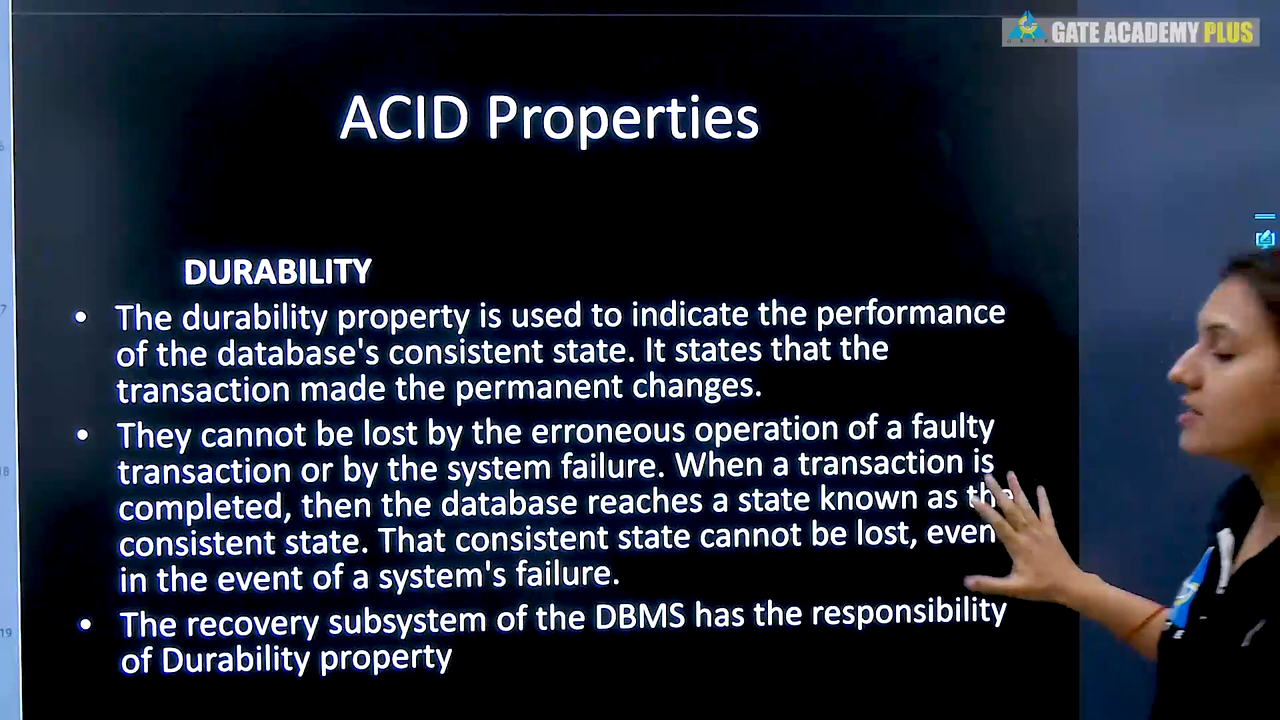 GATE ACADEMY PLUS
ACID Properties
DURABILITY
• The durability property is used to indicate the performance
of the database's consistent state. It states that the
transaction made the permanent changes.
• They cannot be lost by the erroneous operation of a faulty
transaction or by the system failure. When a transaction is
completed, then the database reaches a state known as the
consistent state. That consistent state cannot be lost, even
in the event of a system's failure.
• The recovery subsystem of the DBMS has the responsibility
of Durability property